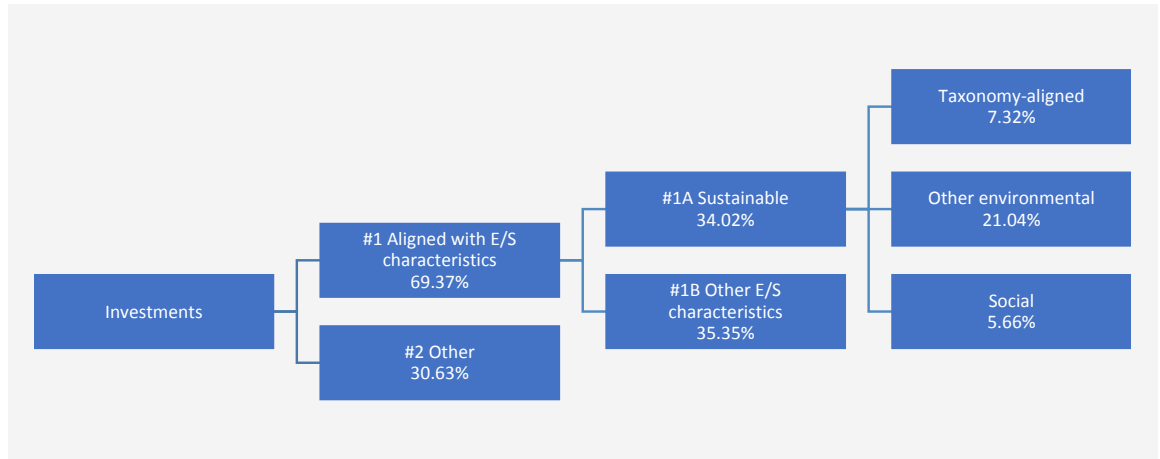 Investments
#1 Aligned with E/S
characteristics
69.37%
#2 Other
30.63%
#1A Sustainable
34.02%
#1B Other E/S
characteristics
35.35%
Taxonomy-aligned
7.32%
Other environmental
21.04%
Social
5.66%